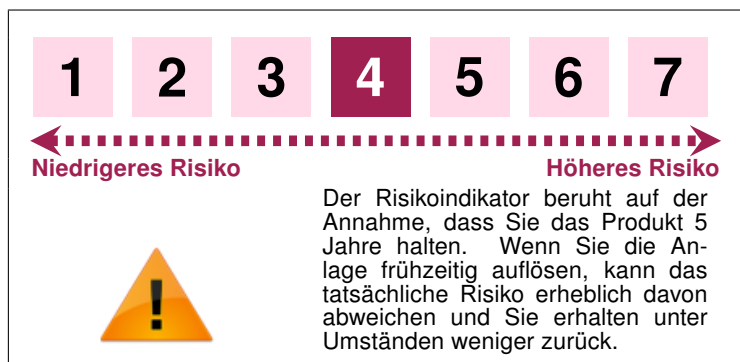 1 2 3 4 5 6 7
Niedrigeres Risiko Höheres Risiko
Der Risikoindikator beruht auf der
Annahme, dass Sie das Produkt 5
Jahre halten. Wenn Sie die An-
lage frühzeitig auflösen, kann das
tatsächliche Risiko erheblich davon
abweichen und Sie erhalten unter
Umständen weniger zurück.
!